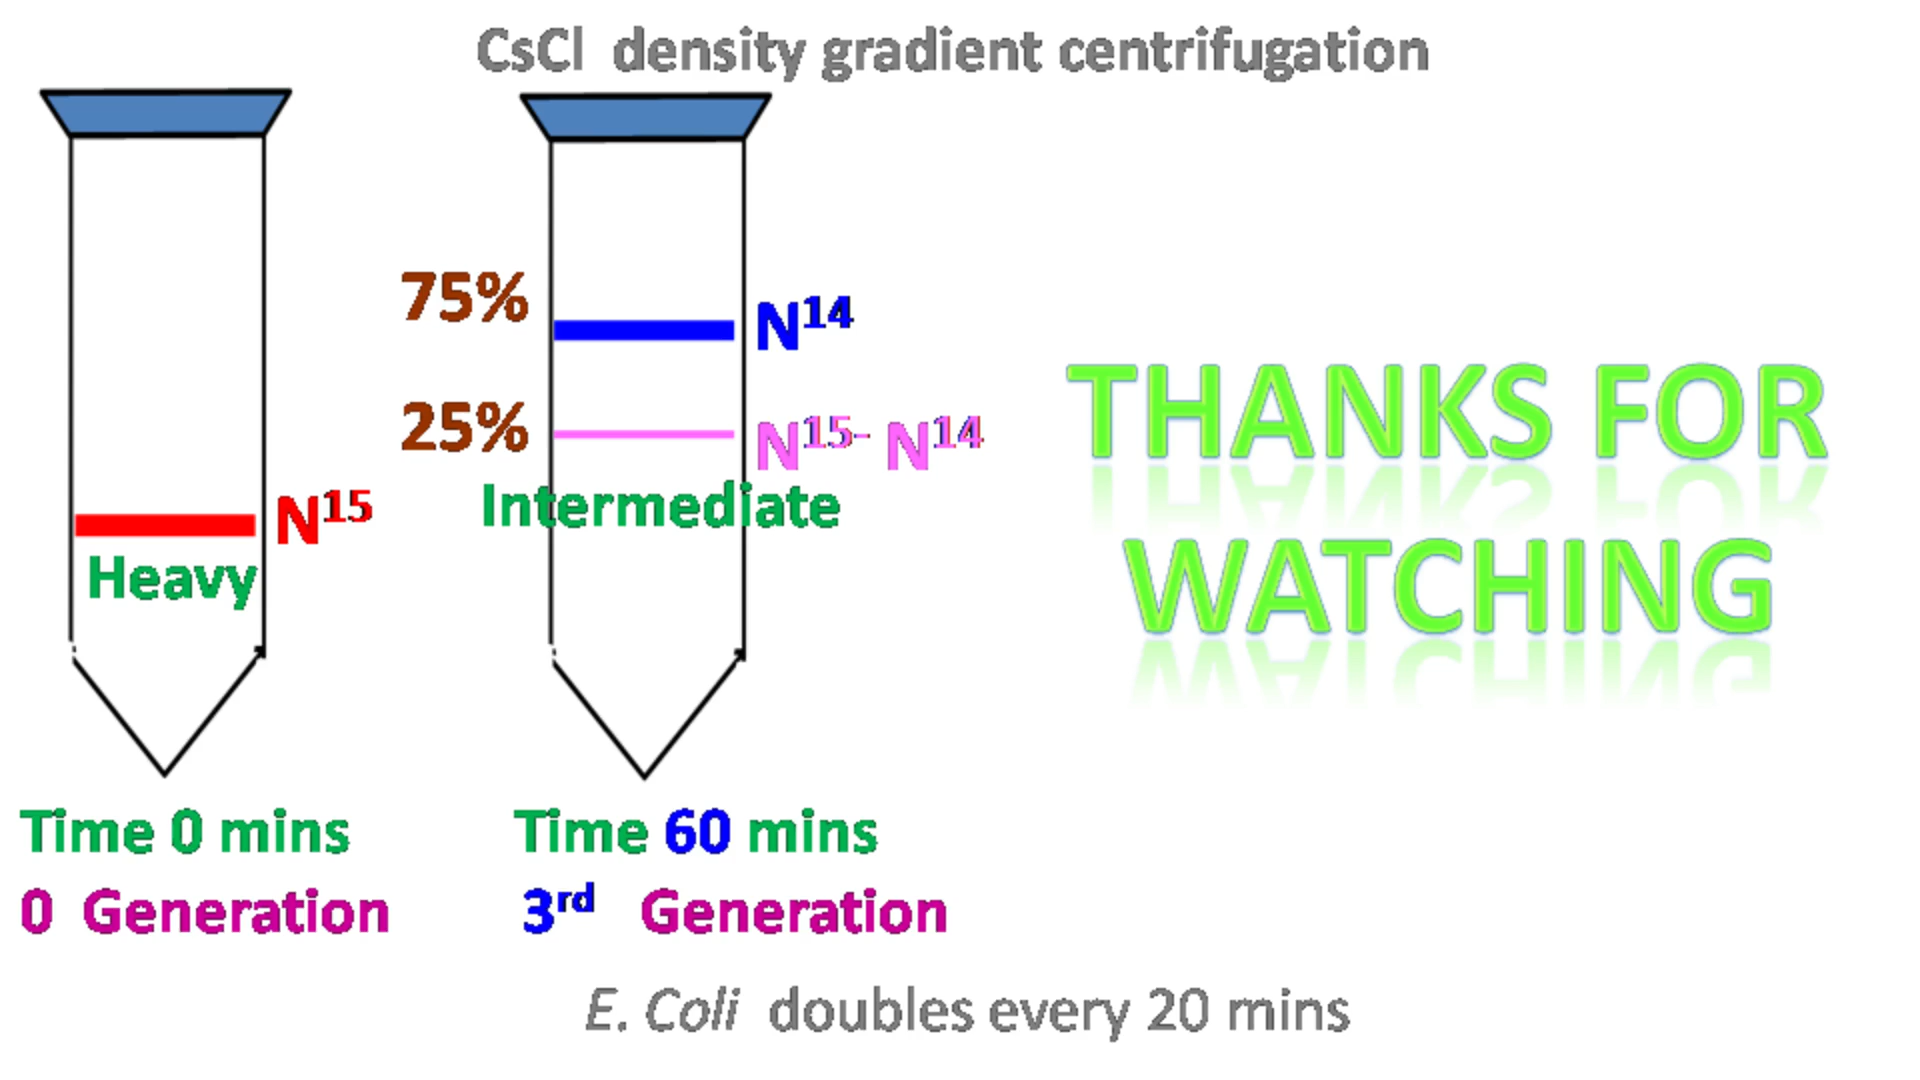 CsCl density gradient centrifugation
75%
N¹⁴
25%
N¹⁵⁻ N¹⁴
Intermediate
N¹⁵
Heavy
THANKS FOR
WATCHING
Time 0 mins
0 Generation
Time 60 mins
3ʳᵈ Generation
E. Coli doubles every 20 mins